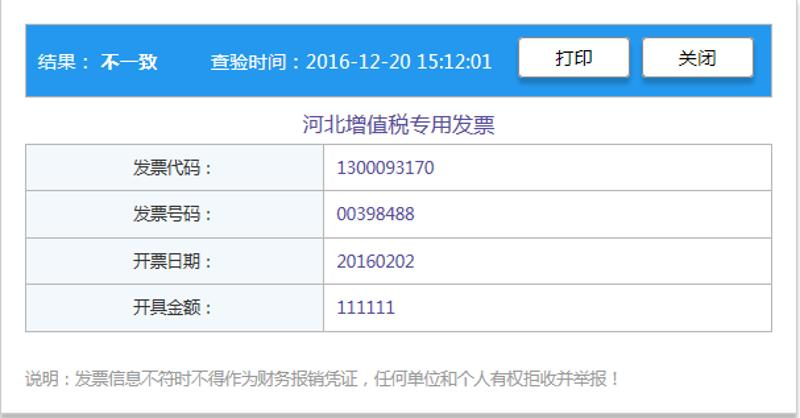 结果： 不一致 查验时间：2016-12-20 15:12:01 打印 关闭
河北增值税专用发票
发票代码： 1300093170
发票号码： 00398488
开票日期： 20160202
开具金额： 111111
说明：发票信息不符时不得作为财务报销凭证，任何单位和个人有权拒收并举报！